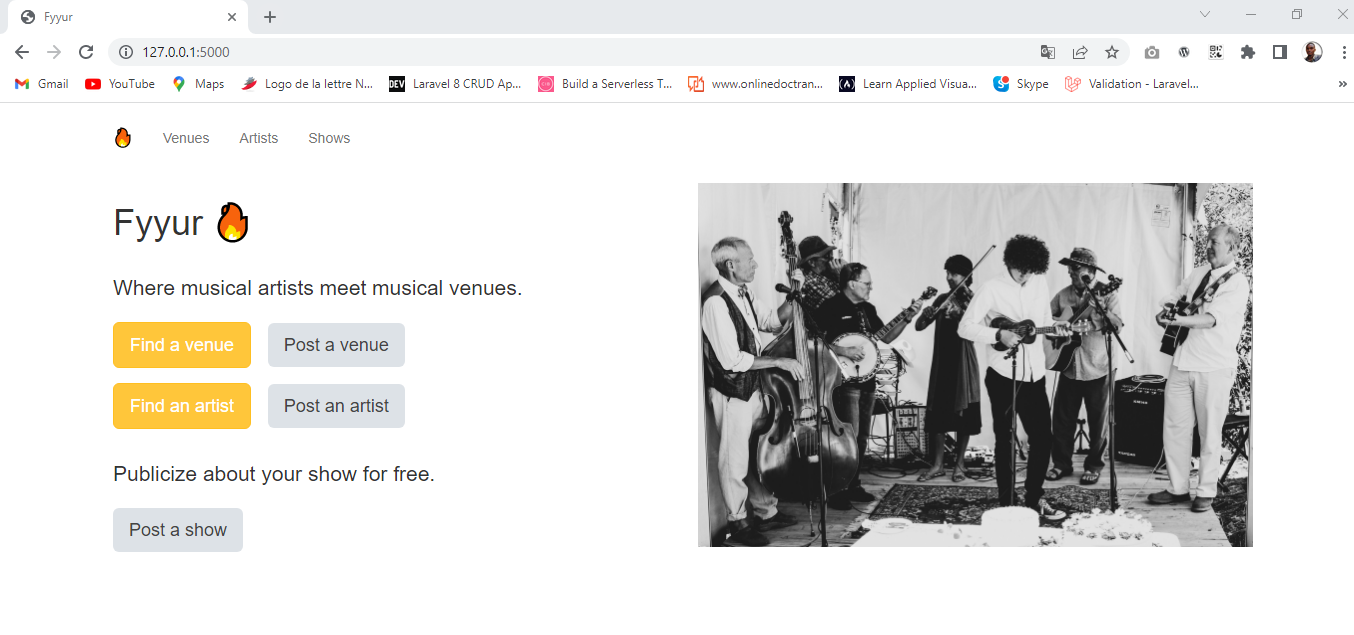 Fyyur
127.0.0.1:5000
Gmail YouTube Maps Logo de la lettre N... Laravel 8 CRUD Ap... Build a Serverless T... www.onlinedoctran... Learn Applied Visua... Skype Validation - Laravel... »
Venues Artists Shows
Fyyur
Where musical artists meet musical venues.
Find a venue Post a venue
Find an artist Post an artist
Publicize about your show for free.
Post a show